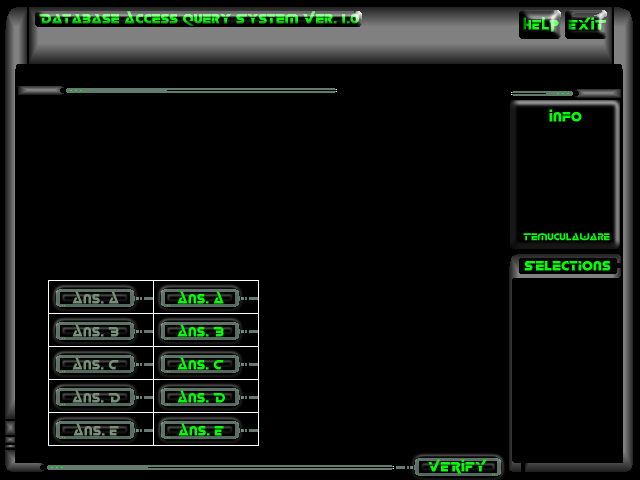 DATABASE ACCESS QUERY SYSTEM VER. 1.0
HELP EXIT
INFO
TEMUCULAWARE
SELECTIONS
ANS. A ANS. A
ANS. B ANS. B
ANS. C ANS. C
ANS. D ANS. D
ANS. E ANS. E
VERIFY